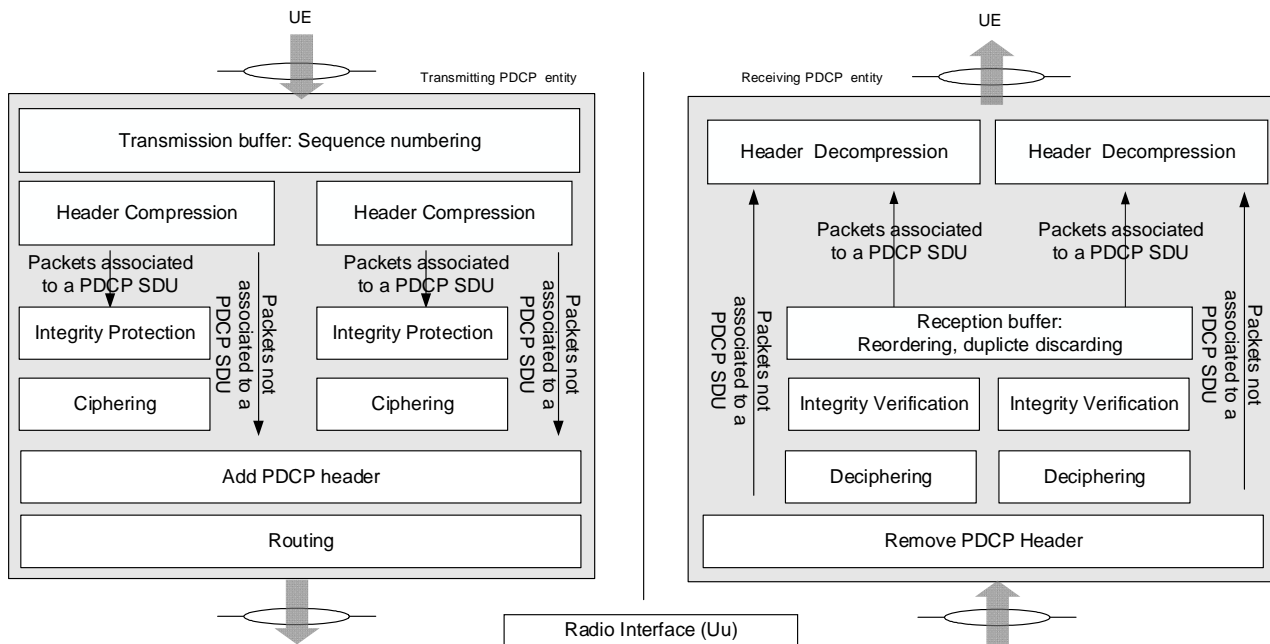 UE
Transmitting PDCP entity
Transmission buffer: Sequence numbering
Header Compression
Header Compression
Packets associated
to a PDCP SDU
Packets not
associated to a
PDCP SDU
Packets associated
to a PDCP SDU
Packets not
associated to a
PDCP SDU
Integrity Protection
Integrity Protection
Ciphering
Ciphering
Add PDCP header
Routing
UE
Receiving PDCP entity
Header Decompression
Header Decompression
Packets associated
to a PDCP SDU
Packets associated
to a PDCP SDU
Packets not
associated to a
PDCP SDU
Packets not
associated to a
PDCP SDU
Reception buffer:
Reordering, duplicte discarding
Integrity Verification
Integrity Verification
Deciphering
Deciphering
Remove PDCP Header
Radio Interface (Uu)